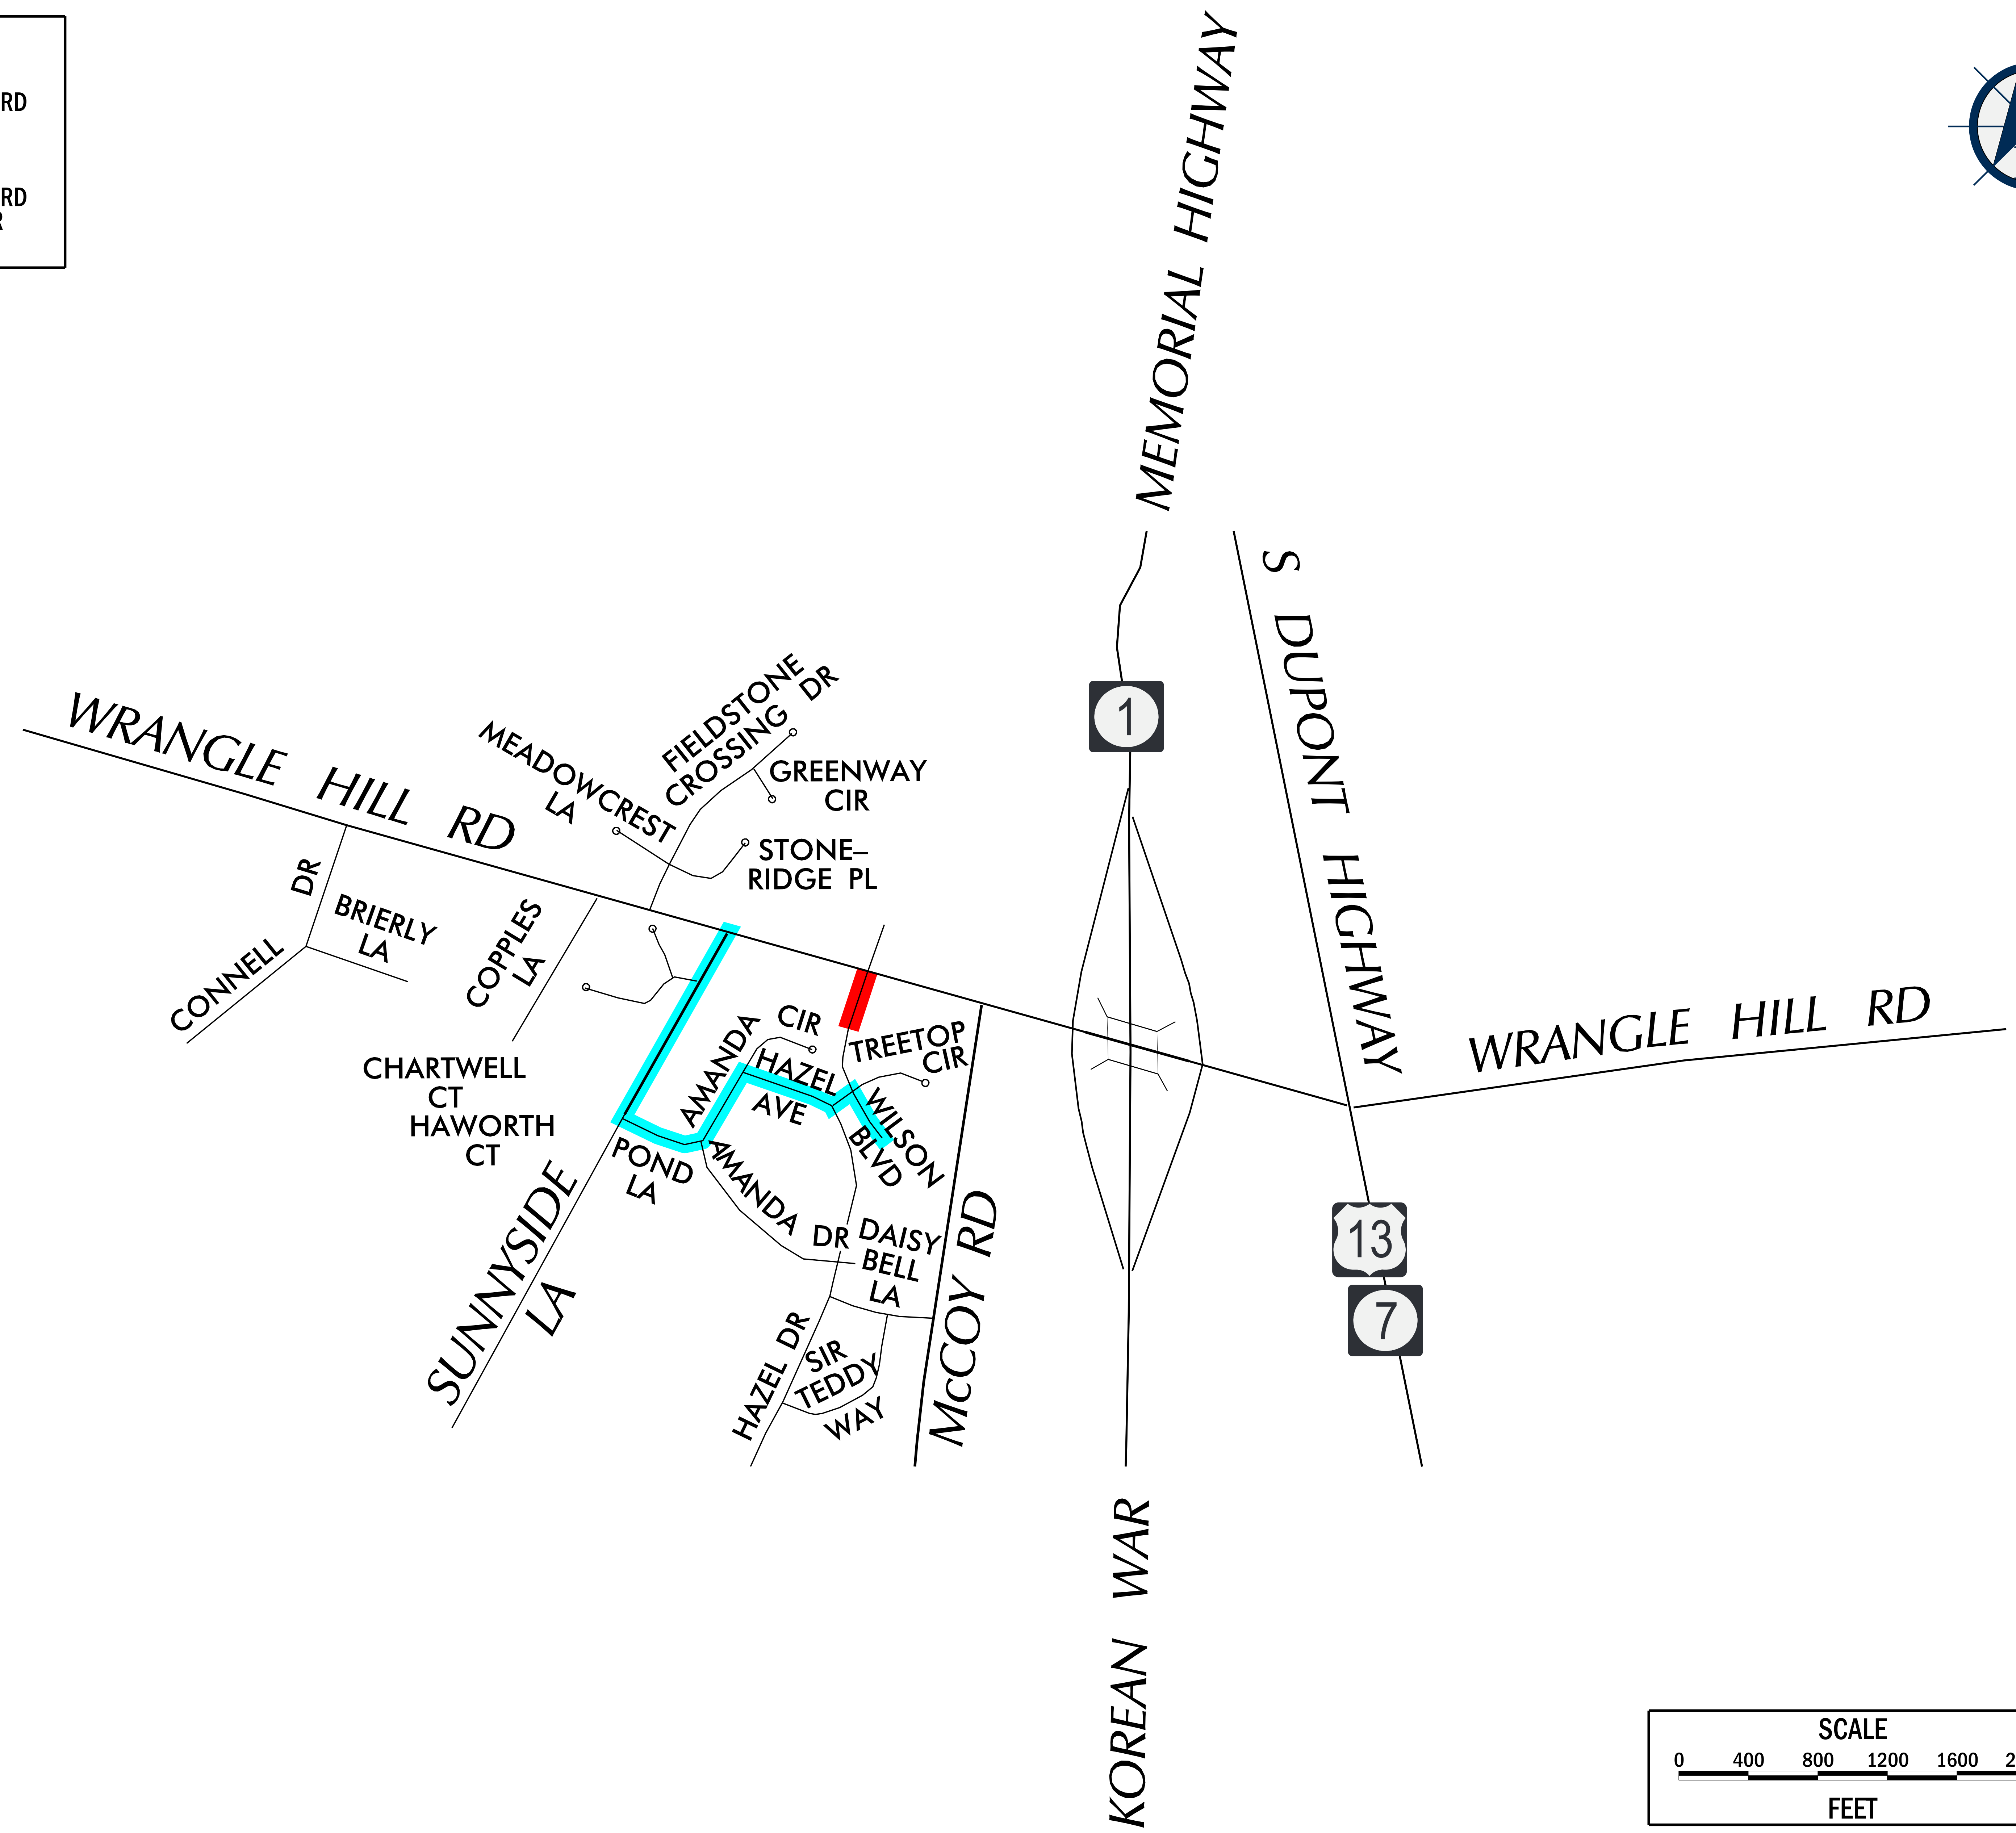 RD
RD
R
MEMORIAL HIGHWAY
S DUPONT HIGHWAY
1
WRANGLE HILL RD
FIELDSTONE
CROSSING DR
MEADOWCREST
LA
GREENWAY
CIR
STONE–
RIDGE PL
DR
BRIERLY
LA
CONNELL
COPPLES
LA
CHARTWELL
CT
HAWORTH
CT
AMANDA CIR
HAZEL
AVE
TREETOP
CIR
WILSON
BLVD
POND
LA
AMANDA DR
SUNNYSIDE
LA
DAISY
BELL
LA
HAZEL DR
SIR
TEDDY
WAY
McCOY RD
WRANGLE HILL RD
13
7
KOREAN WAR
SCALE
0 400 800 1200 1600 2
FEET